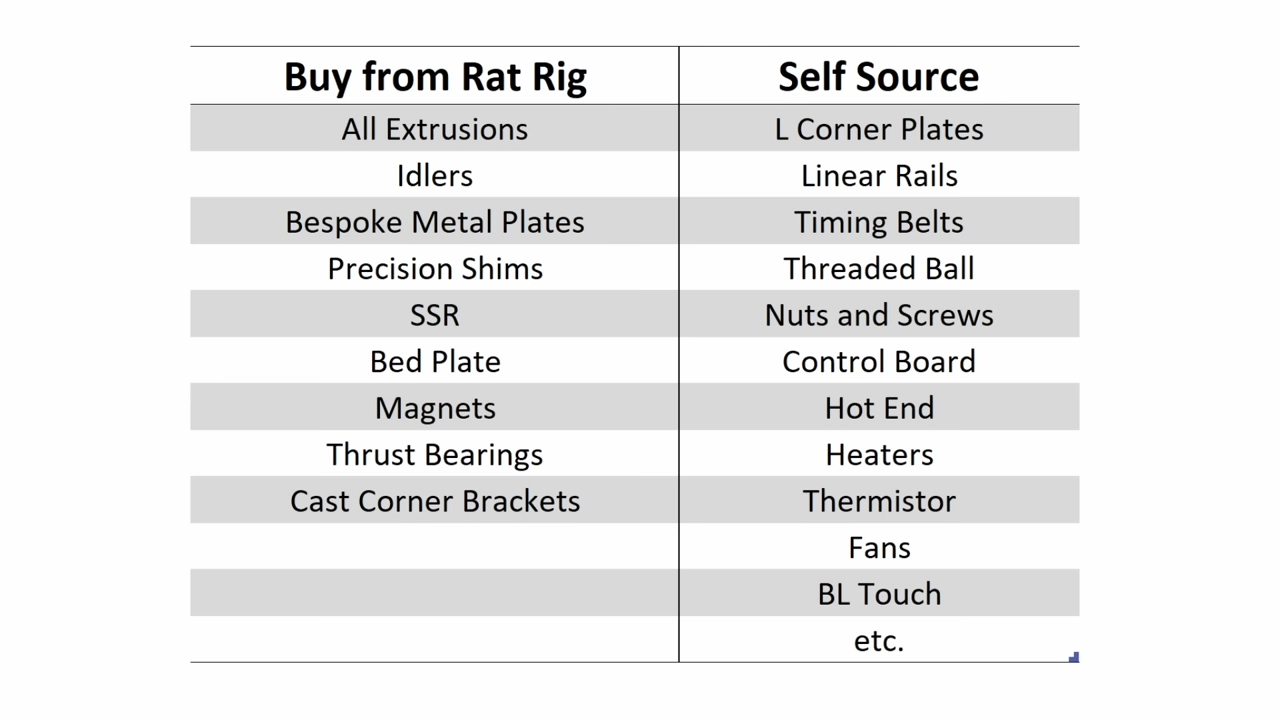 Buy from Rat Rig Self Source
All Extrusions L Corner Plates
Idlers Linear Rails
Bespoke Metal Plates Timing Belts
Precision Shims Threaded Ball
SSR Nuts and Screws
Bed Plate Control Board
Magnets Hot End
Thrust Bearings Heaters
Cast Corner Brackets Thermistor
Fans
BL Touch
etc.